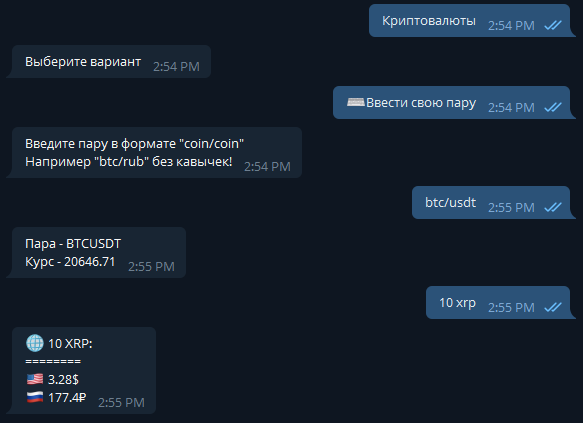 Криптовалюты 2:54 PM
Выберите вариант 2:54 PM
Ввести свою пару 2:54 PM
Введите пару в формате "coin/coin"
Например "btc/rub" без кавычек! 2:54 PM
btc/usdt 2:55 PM
Пара - BTCUSDT
Курс - 20646.71 2:55 PM
10 xrp 2:55 PM
🌐 10 XRP:
========
🇺🇸 3.28$
🇷🇺 177.4₽ 2:55 PM